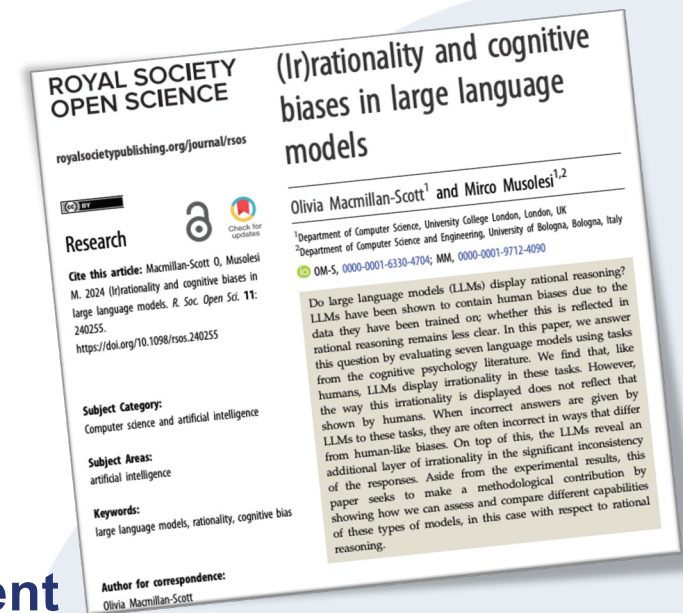 ROYAL SOCIETY
OPEN SCIENCE
royalsocietypublishing.org/journal/rsos
(cc) BY
Check for
updates
Research
Cite this article: Macmillan-Scott O, Musolesi
M. 2024 (Ir)rationality and cognitive biases in
large language models. R. Soc. Open Sci. 11:
240255.
https://doi.org/10.1098/rsos.240255
Subject Category:
Computer science and artificial intelligence
Subject Areas:
artificial intelligence
Keywords:
large language models, rationality, cognitive bias
Author for correspondence:
Olivia Macmillan-Scott
(Ir)rationality and cognitive
biases in large language
models
Olivia Macmillan-Scott1 and Mirco Musolesi1,2
1Department of Computer Science, University College London, London, UK
2Department of Computer Science and Engineering, University of Bologna, Bologna, Italy
iD OM-S, 0000-0001-6330-4704; MM, 0000-0001-9712-4090
Do large language models (LLMs) display rational reasoning?
LLMs have been shown to contain human biases due to the
data they have been trained on; whether this is reflected in
rational reasoning remains less clear. In this paper, we answer
this question by evaluating seven language models using tasks
from the cognitive psychology literature. We find that, like
humans, LLMs display irrationality in these tasks. However,
the way this irrationality is displayed does not reflect that
shown by humans. When incorrect answers are given by
LLMs to these tasks, they are often incorrect in ways that differ
from human-like biases. On top of this, the LLMs reveal an
additional layer of irrationality in the significant inconsistency
of the responses. Aside from the experimental results, this
paper seeks to make a methodological contribution by
showing how we can assess and compare different capabilities
of these types of models, in this case with respect to rational
reasoning.
ent